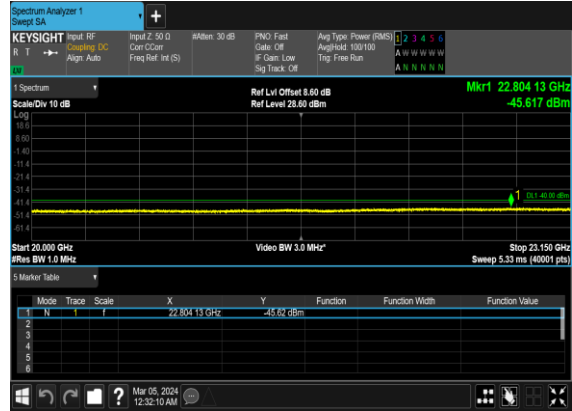 Spectrum Analyzer 1
Swept SA
KEYSIGHT Input: RF Input Z: 50 Ω #Atten: 30 dB PNO: Fast Avg Type: Power (RMS) 1 2 3 4 5 6
R T Coupling: DC Corr CCorr Gate: Off Avg|Hold: 100/100 A W W W W W
Align: Auto Freq Ref: Int (S) IF Gain: Low Trig: Free Run
LW Sig Track: Off A N N N N N
1 Spectrum
Ref Lvl Offset 8.60 dB Mkr1 22.804 13 GHz
Scale/Div 10 dB Ref Level 28.60 dBm -45.617 dBm
Log
18.6
8.60
-1.40
-11.4
-21.4
-31.4
1 DL1 -40.00 dBm
-41.4
-51.4
-61.4
Start 20.000 GHz Video BW 3.0 MHz* Stop 23.150 GHz
#Res BW 1.0 MHz Sweep 5.33 ms (40001 pts)
5 Marker Table
Mode Trace Scale X Y Function Function Width Function Value
1 N 1 f 22.804 13 GHz -45.62 dBm
2
3
4
5
6
Mar 05, 2024
12:32:10 AM